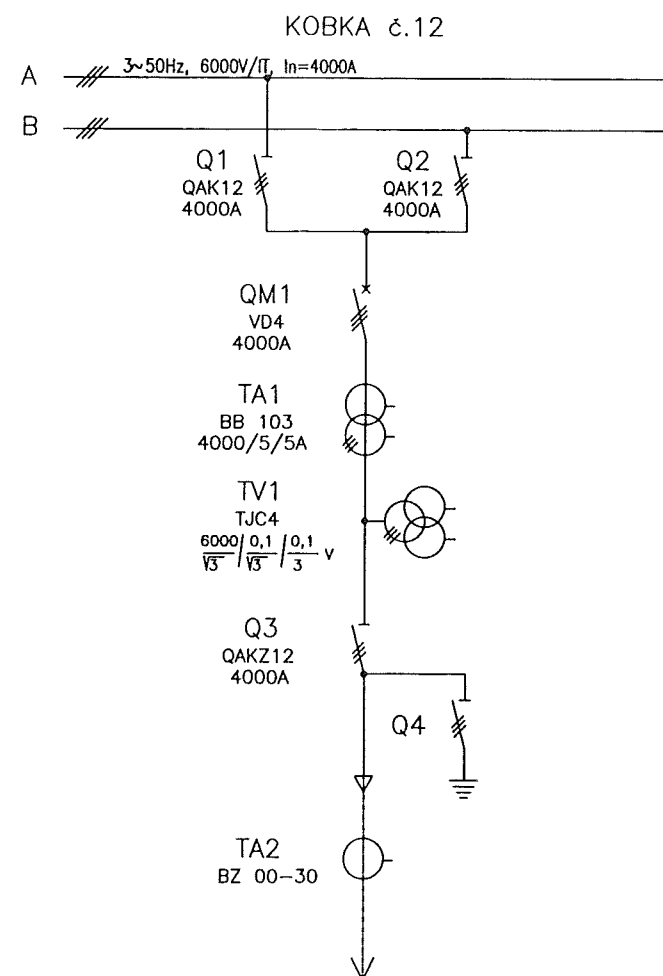 KOBKA č.12
A
3~50Hz, 6000V/IT, In=4000A
B
Q1
QAK12
4000A
Q2
QAK12
4000A
QM1
VD4
4000A
TA1
BB 103
4000/5/5A
TV1
TJC4
6000/√3 / 0,1/√3 / 0,1/3 V
Q3
QAKZ12
4000A
Q4
TA2
BZ 00-30